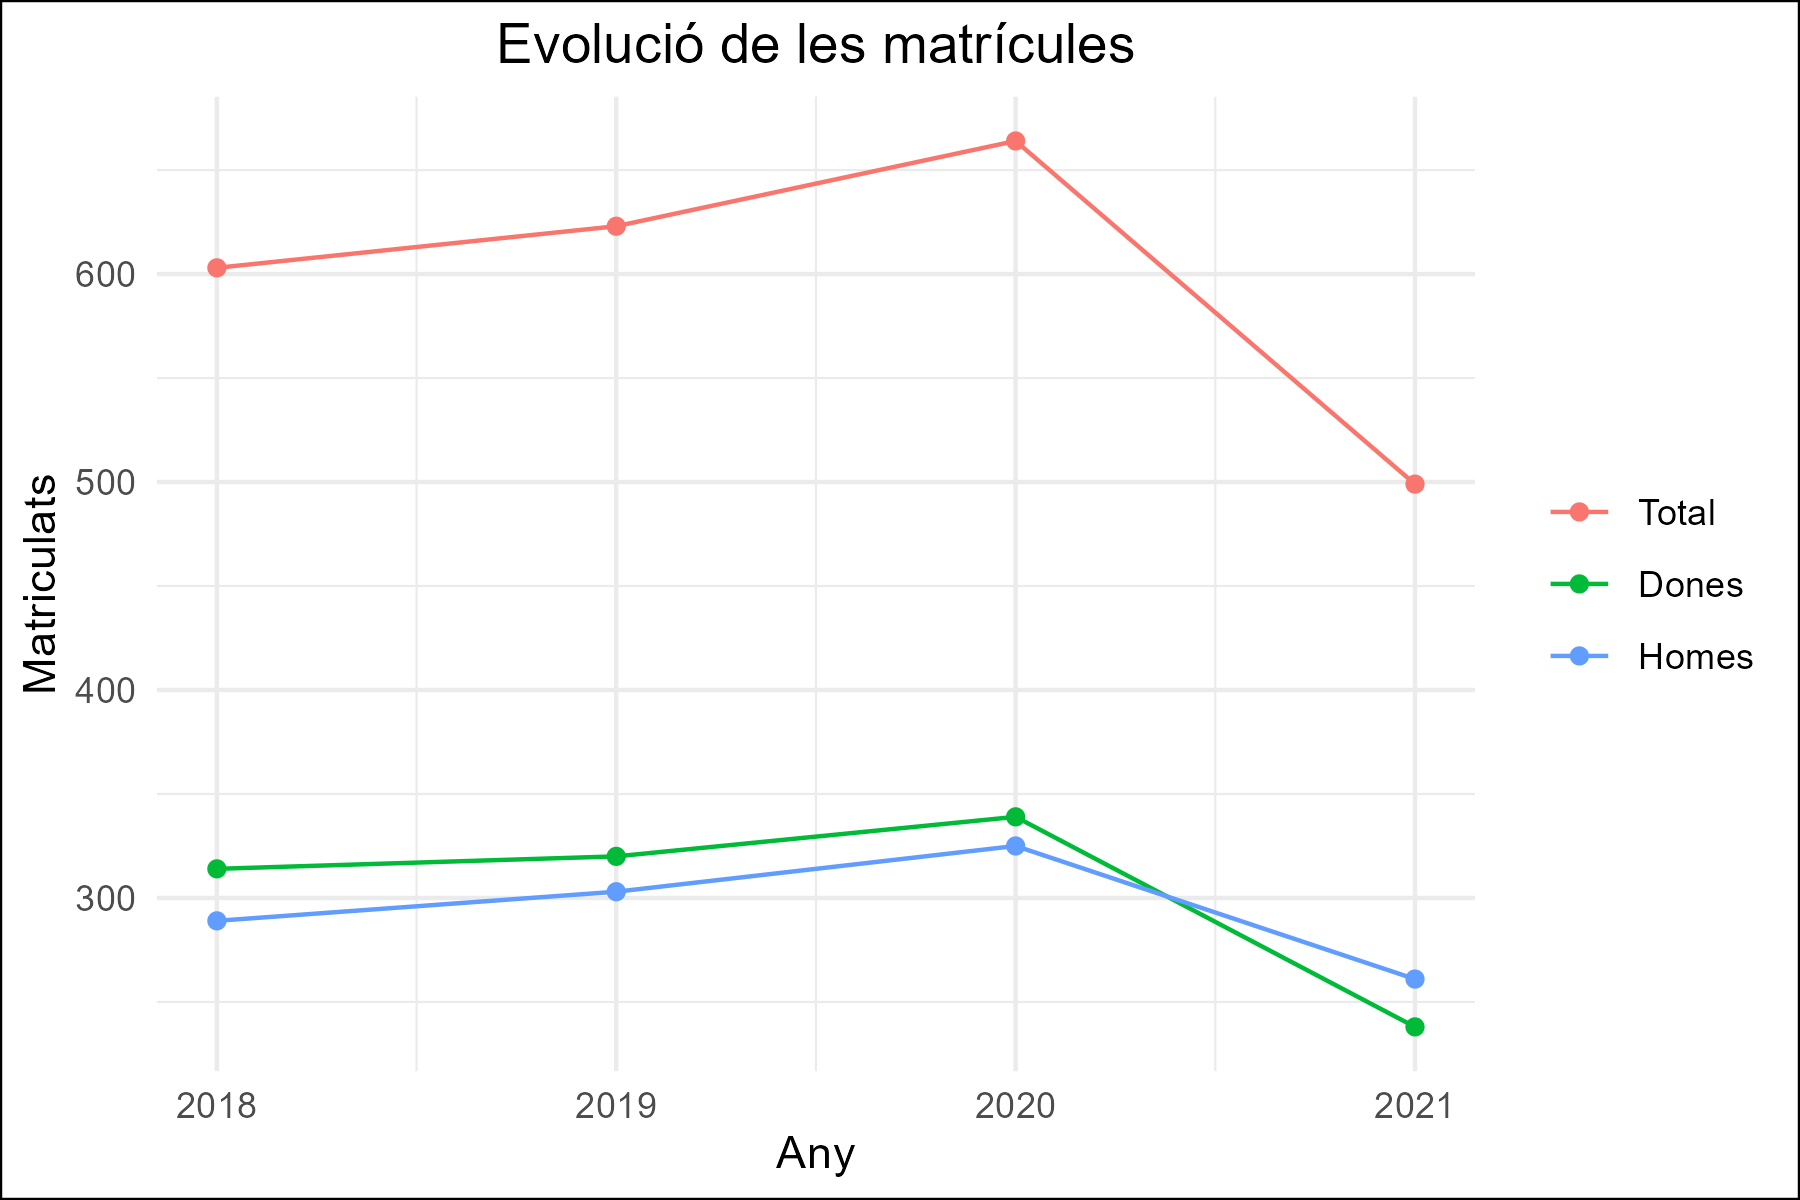 Evolució de les matrícules
Matriculats
600
500
400
300
2018 2019 2020 2021
Any
Total
Dones
Homes